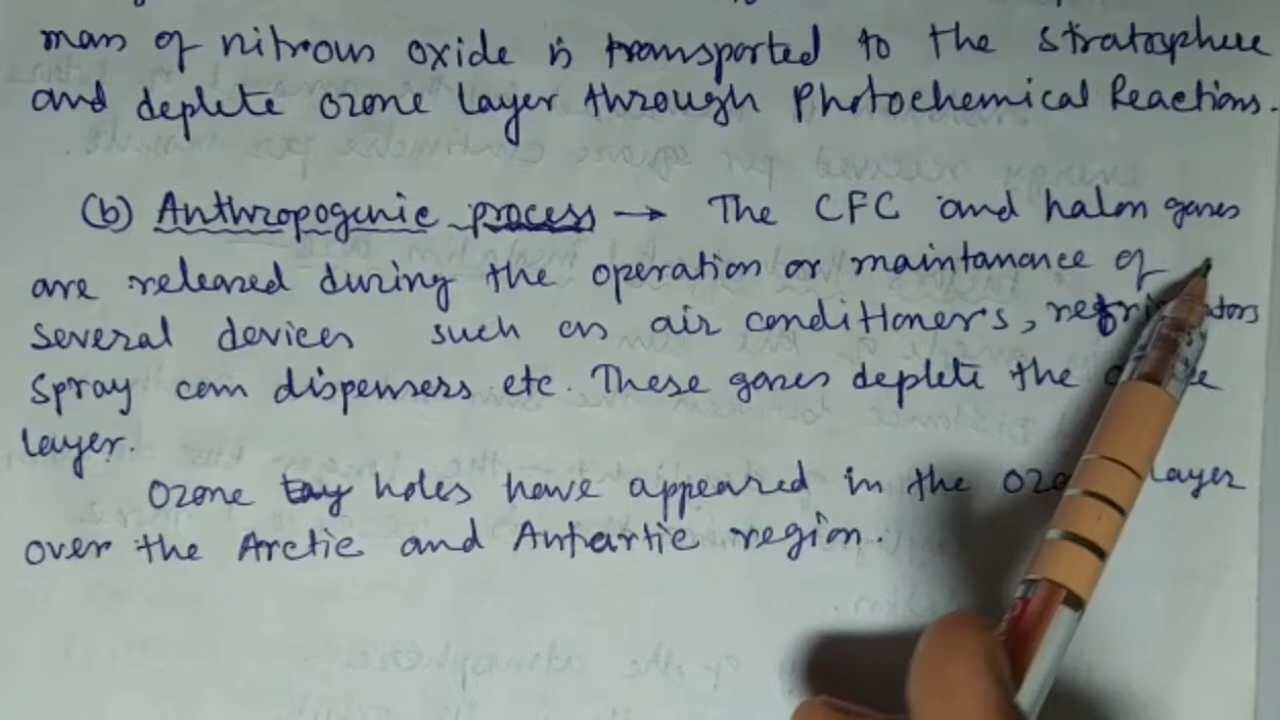 mass of nitrous oxide is transported to the stratosphere
and deplete ozone layer through Photochemical Reactions.
(b) Anthropogenic process → The CFC and halon gases
are released during the operation or maintanance of
several devices such as air conditioners,
spray can dispensers etc. These gases deplete the
layer.
Ozone holes have appeared in the layer
over the Arctic and Antartic region.